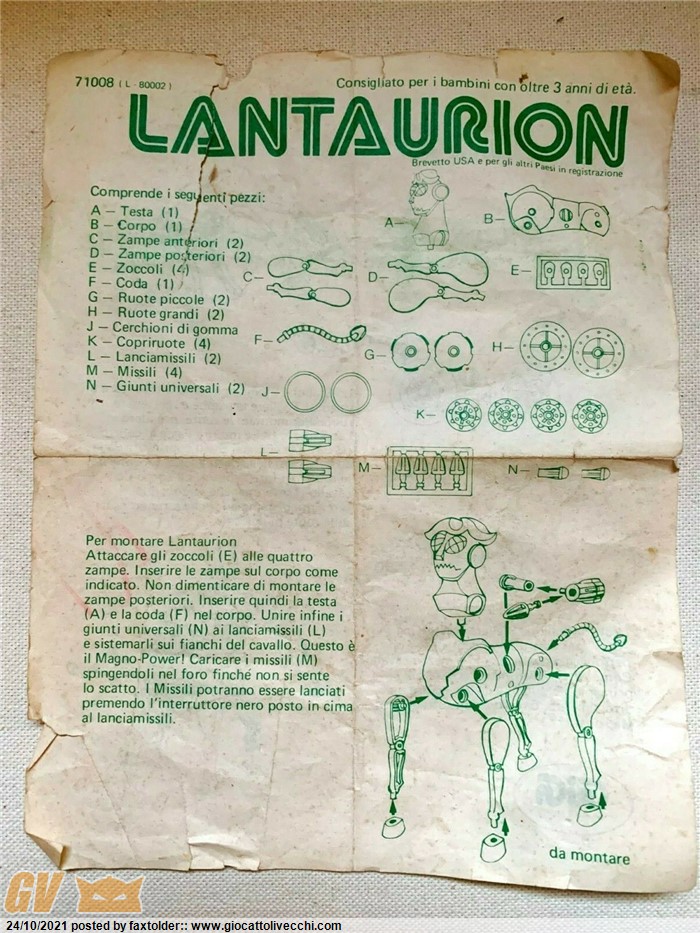 71008 ( L - 80002 )
Consigliato per i bambini con oltre 3 anni di età.
LANTAURION
Brevetto USA e per gli altri Paesi in registrazione
Comprende i seguenti pezzi:
A — Testa (1)
B — Corpo (1)
C — Zampe anteriori (2)
D — Zampe posteriori (2)
E — Zoccoli (4)
F — Coda (1)
G — Ruote piccole (2)
H — Ruote grandi (2)
J — Cerchioni di gomma
K — Copriruote (4)
L — Lanciamissili (2)
M — Missili (4)
N — Giunti universali (2)
A —
B —
C —
D —
E —
F —
G —
H —
J —
K —
L —
M —
N —
Per montare Lantaurion
Attaccare gli zoccoli (E) alle quattro
zampe. Inserire le zampe sul corpo come
indicato. Non dimenticare di montare le
zampe posteriori. Inserire quindi la testa
(A) e la coda (F) nel corpo. Unire infine i
giunti universali (N) ai lanciamissili (L)
e sistemarli sui fianchi del cavallo. Questo è
il Magno-Power! Caricare i missili (M)
spingendoli nel foro finché non si sente
lo scatto. I Missili potranno essere lanciati
premendo l'interruttore nero posto in cima
al lanciamissili.
da montare
GV
24/10/2021 posted by faxtolder:: www.giocattolivecchi.com